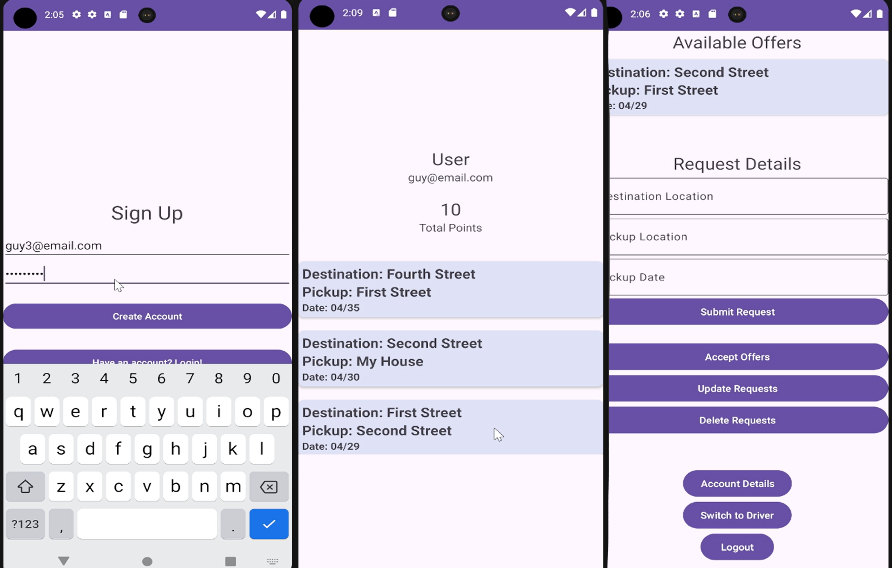 2:05
Sign Up
guy3@email.com
•••••••••
Create Account
Have an account? Login!
1 2 3 4 5 6 7 8 9 0
q w e r t y u i o p
a s d f g h j k l
z x c v b n m
?123 , .
2:09
User
guy@email.com
10
Total Points
Destination: Fourth Street
Pickup: First Street
Date: 04/35
Destination: Second Street
Pickup: My House
Date: 04/30
Destination: First Street
Pickup: Second Street
Date: 04/29
2:06
Available Offers
stination: Second Street
ckup: First Street
e: 04/29
Request Details
estination Location
ckup Location
ckup Date
Submit Request
Accept Offers
Update Requests
Delete Requests
Account Details
Switch to Driver
Logout